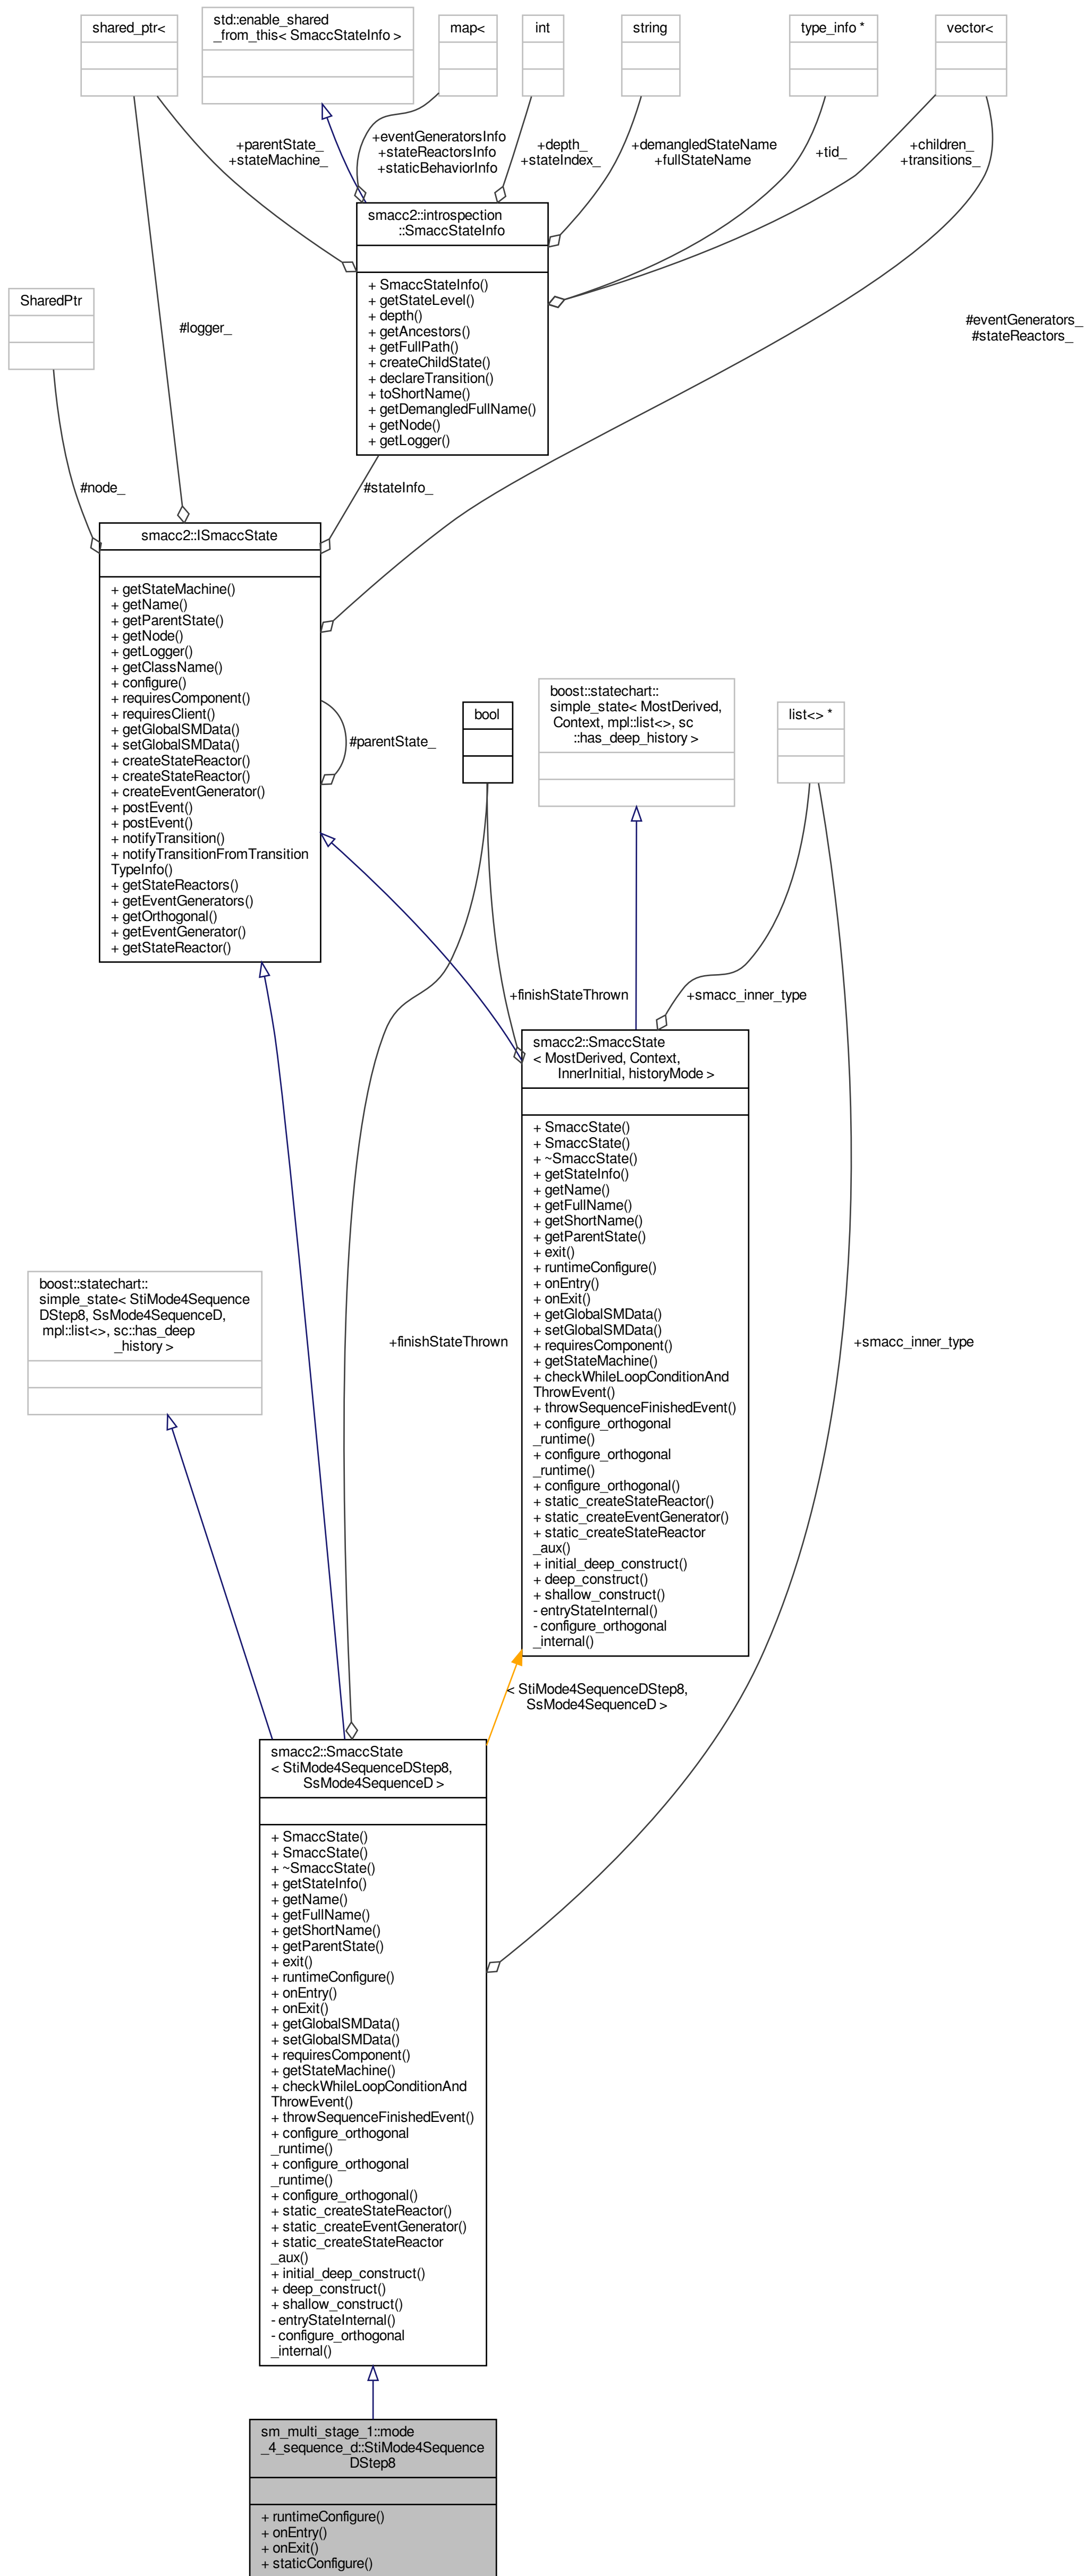 shared_ptr<
std::enable_shared
_from_this< SmaccStateInfo >
map<
int
string
type_info *
vector<
+parentState_
+stateMachine_
+eventGeneratorsInfo
+stateReactorsInfo
+staticBehaviorInfo
+depth_
+stateIndex_
+demangledStateName
+fullStateName
+tid_
+children_
+transitions_
smacc2::introspection
::SmaccStateInfo
+ SmaccStateInfo()
+ getStateLevel()
+ depth()
+ getAncestors()
+ getFullPath()
+ createChildState()
+ declareTransition()
+ toShortName()
+ getDemangledFullName()
+ getNode()
+ getLogger()
SharedPtr
#logger_
#eventGenerators_
#stateReactors_
#node_
#stateInfo_
smacc2::ISmaccState
+ getStateMachine()
+ getName()
+ getParentState()
+ getNode()
+ getLogger()
+ getClassName()
+ configure()
+ requiresComponent()
+ requiresClient()
+ getGlobalSMData()
+ setGlobalSMData()
+ createStateReactor()
+ createStateReactor()
+ createEventGenerator()
+ postEvent()
+ postEvent()
+ notifyTransition()
+ notifyTransitionFromTransition
TypeInfo()
+ getStateReactors()
+ getEventGenerators()
+ getOrthogonal()
+ getEventGenerator()
+ getStateReactor()
#parentState_
bool
boost::statechart::
simple_state< MostDerived,
Context, mpl::list<>, sc
::has_deep_history >
list<> *
+finishStateThrown
+smacc_inner_type
smacc2::SmaccState
< MostDerived, Context,
InnerInitial, historyMode >
+ SmaccState()
+ SmaccState()
+ ~SmaccState()
+ getStateInfo()
+ getName()
+ getFullName()
+ getShortName()
+ getParentState()
+ exit()
+ runtimeConfigure()
+ onEntry()
+ onExit()
+ getGlobalSMData()
+ setGlobalSMData()
+ requiresComponent()
+ getStateMachine()
+ checkWhileLoopConditionAnd
ThrowEvent()
+ throwSequenceFinishedEvent()
+ configure_orthogonal
_runtime()
+ configure_orthogonal
_runtime()
+ configure_orthogonal()
+ static_createStateReactor()
+ static_createEventGenerator()
+ static_createStateReactor
_aux()
+ initial_deep_construct()
+ deep_construct()
+ shallow_construct()
- entryStateInternal()
- configure_orthogonal
_internal()
boost::statechart::
simple_state< StiMode4Sequence
DStep8, SsMode4SequenceD,
mpl::list<>, sc::has_deep
_history >
+finishStateThrown
+smacc_inner_type
< StiMode4SequenceDStep8,
SsMode4SequenceD >
smacc2::SmaccState
< StiMode4SequenceDStep8,
SsMode4SequenceD >
+ SmaccState()
+ SmaccState()
+ ~SmaccState()
+ getStateInfo()
+ getName()
+ getFullName()
+ getShortName()
+ getParentState()
+ exit()
+ runtimeConfigure()
+ onEntry()
+ onExit()
+ getGlobalSMData()
+ setGlobalSMData()
+ requiresComponent()
+ getStateMachine()
+ checkWhileLoopConditionAnd
ThrowEvent()
+ throwSequenceFinishedEvent()
+ configure_orthogonal
_runtime()
+ configure_orthogonal
_runtime()
+ configure_orthogonal()
+ static_createStateReactor()
+ static_createEventGenerator()
+ static_createStateReactor
_aux()
+ initial_deep_construct()
+ deep_construct()
+ shallow_construct()
- entryStateInternal()
- configure_orthogonal
_internal()
sm_multi_stage_1::mode
_4_sequence_d::StiMode4Sequence
DStep8
+ runtimeConfigure()
+ onEntry()
+ onExit()
+ staticConfigure()